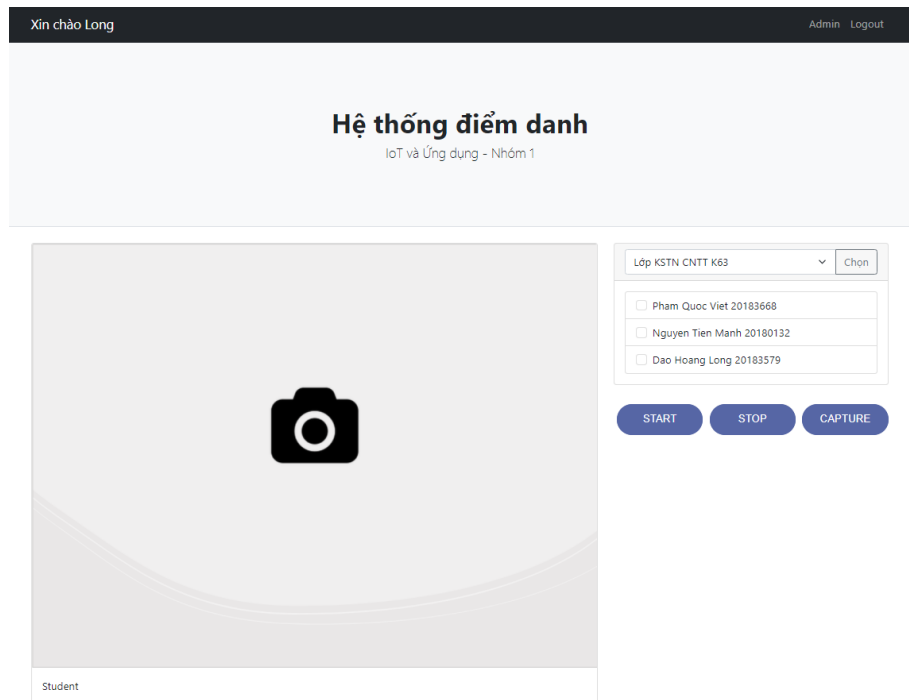 Xin chào Long
Admin Logout
Hệ thống điểm danh
IoT và Ứng dụng - Nhóm 1
Lớp KSTN CNTT K63
Chọn
Pham Quoc Viet 20183668
Nguyen Tien Manh 20180132
Dao Hoang Long 20183579
START STOP CAPTURE
Student